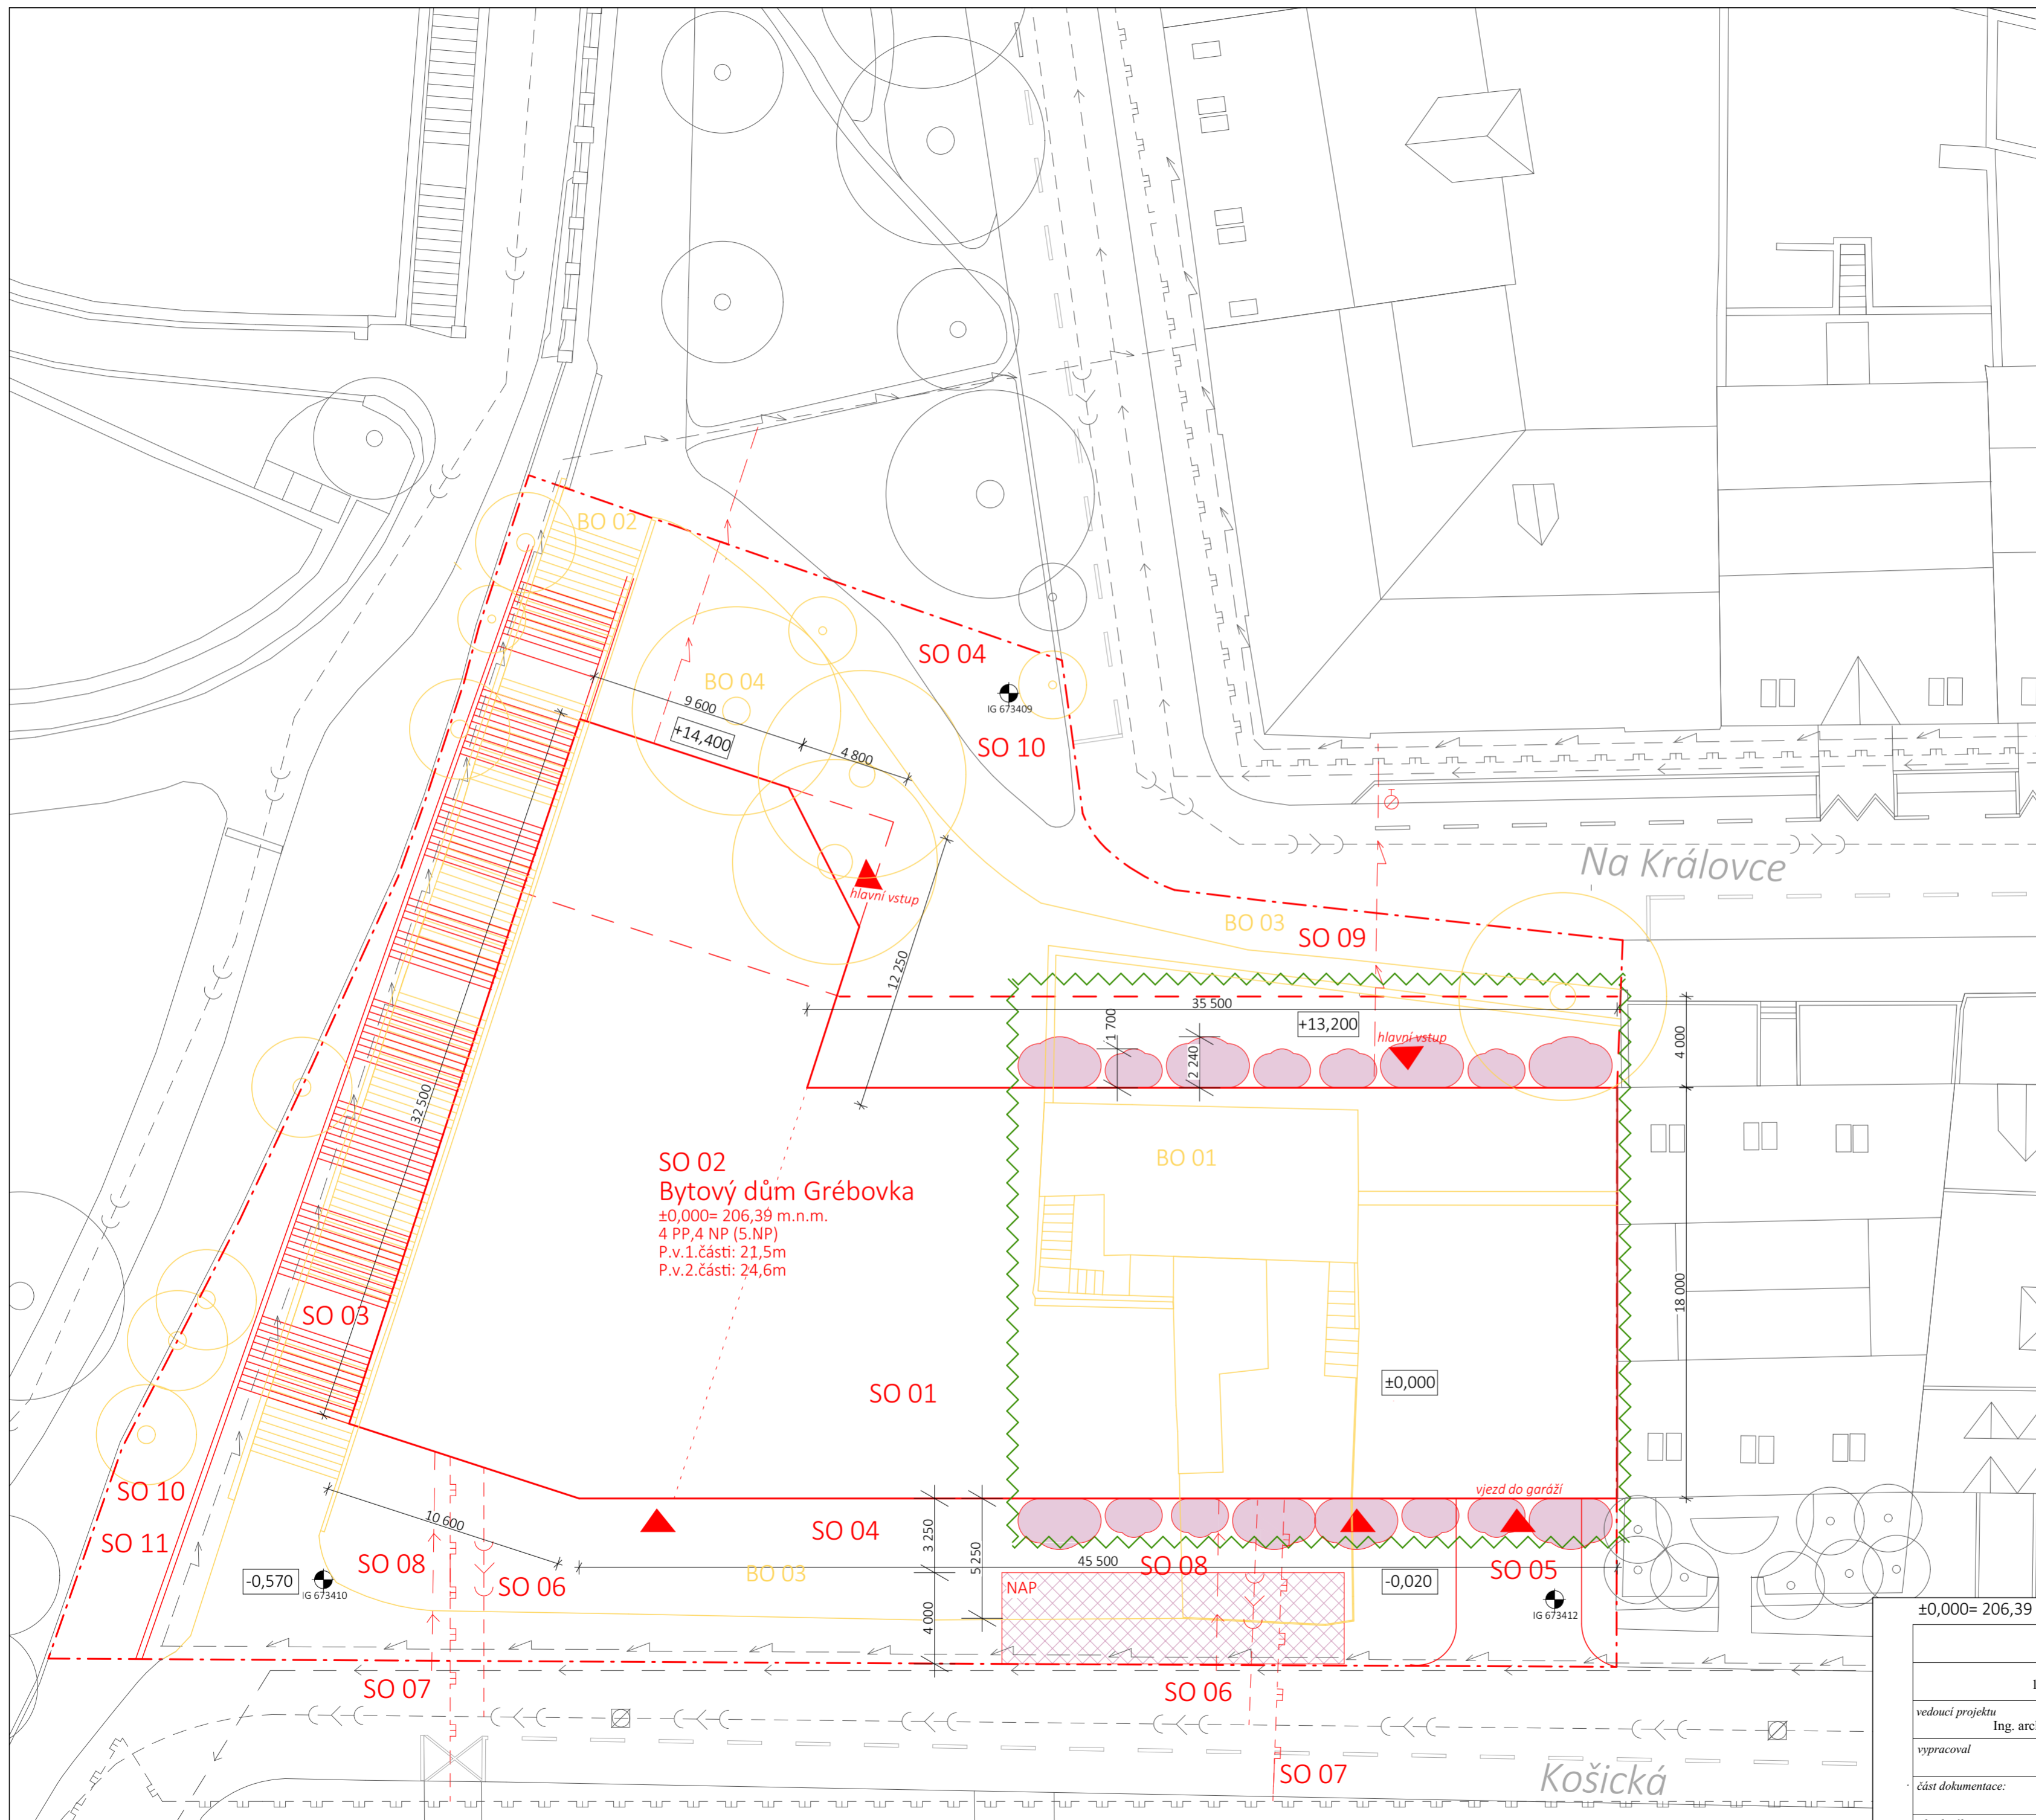 BO 02
SO 04
BO 04
IG 673409
9 600
+14,400
4 800
SO 10
Na Královce
hlavní vstup
BO 03
SO 09
12 250
35 500
+13,200
1 700
2 240
hlavní vstup
4 000
32 500
BO 01
SO 02
Bytový dům Grébovka
±0,000= 206,39 m.n.m.
4 PP,4 NP (5.NP)
P.v.1.části: 21,5m
P.v.2.části: 24,6m
18 000
SO 03
±0,000
SO 01
SO 10
vjezd do garáží
10 600
SO 04
3 250
5 250
SO 11
SO 08
45 500
SO 08
SO 05
-0,570
IG 673410
SO 06
BO 03
NAP
-0,020
IG 673412
4 000
±0,000= 206,39
SO 07
SO 06
vedoucí projektu
Ing. arc
vypracoval
SO 07
Košická
část dokumentace: